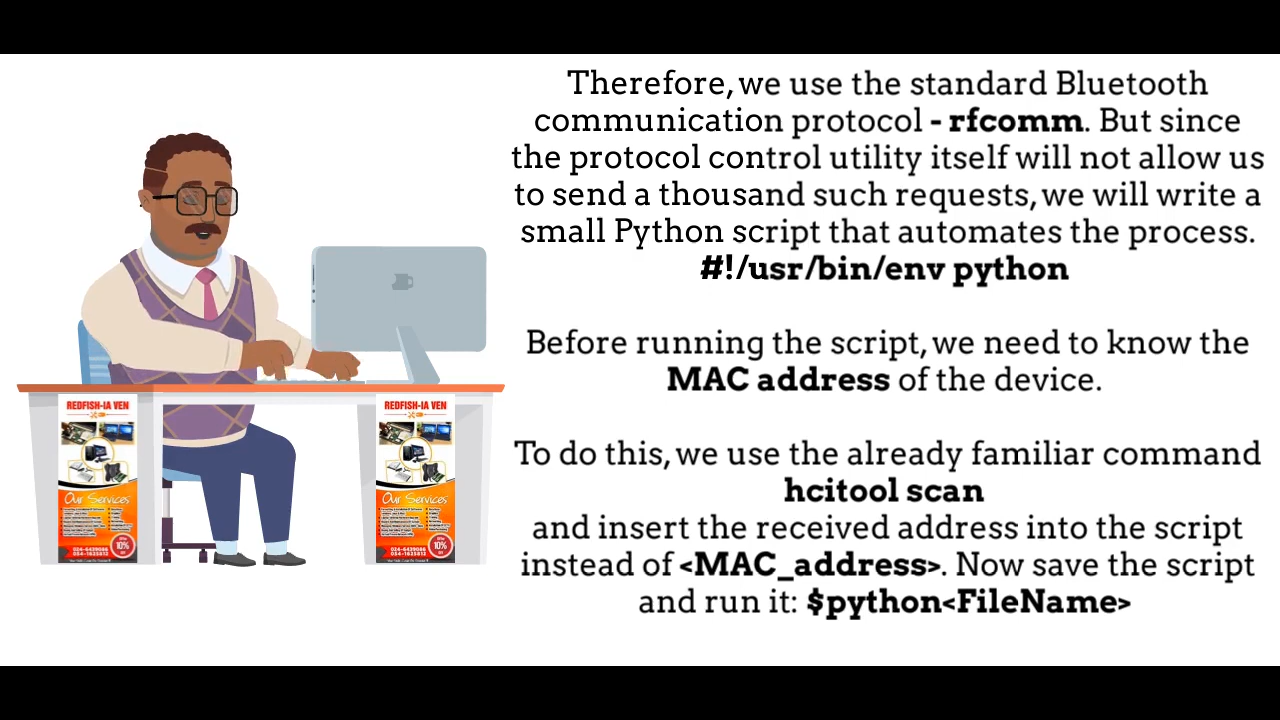 Therefore, we use the standard Bluetooth
communication protocol - rfcomm. But since
the protocol control utility itself will not allow us
to send a thousand such requests, we will write a
small Python script that automates the process.
#!/usr/bin/env python
Before running the script, we need to know the
MAC address of the device.
To do this, we use the already familiar command
hcitool scan
and insert the received address into the script
instead of <MAC_address>. Now save the script
and run it: $python<FileName>
REDFISH-IA VEN
Our Services
10%
REDFISH-IA VEN
Our Services
10%